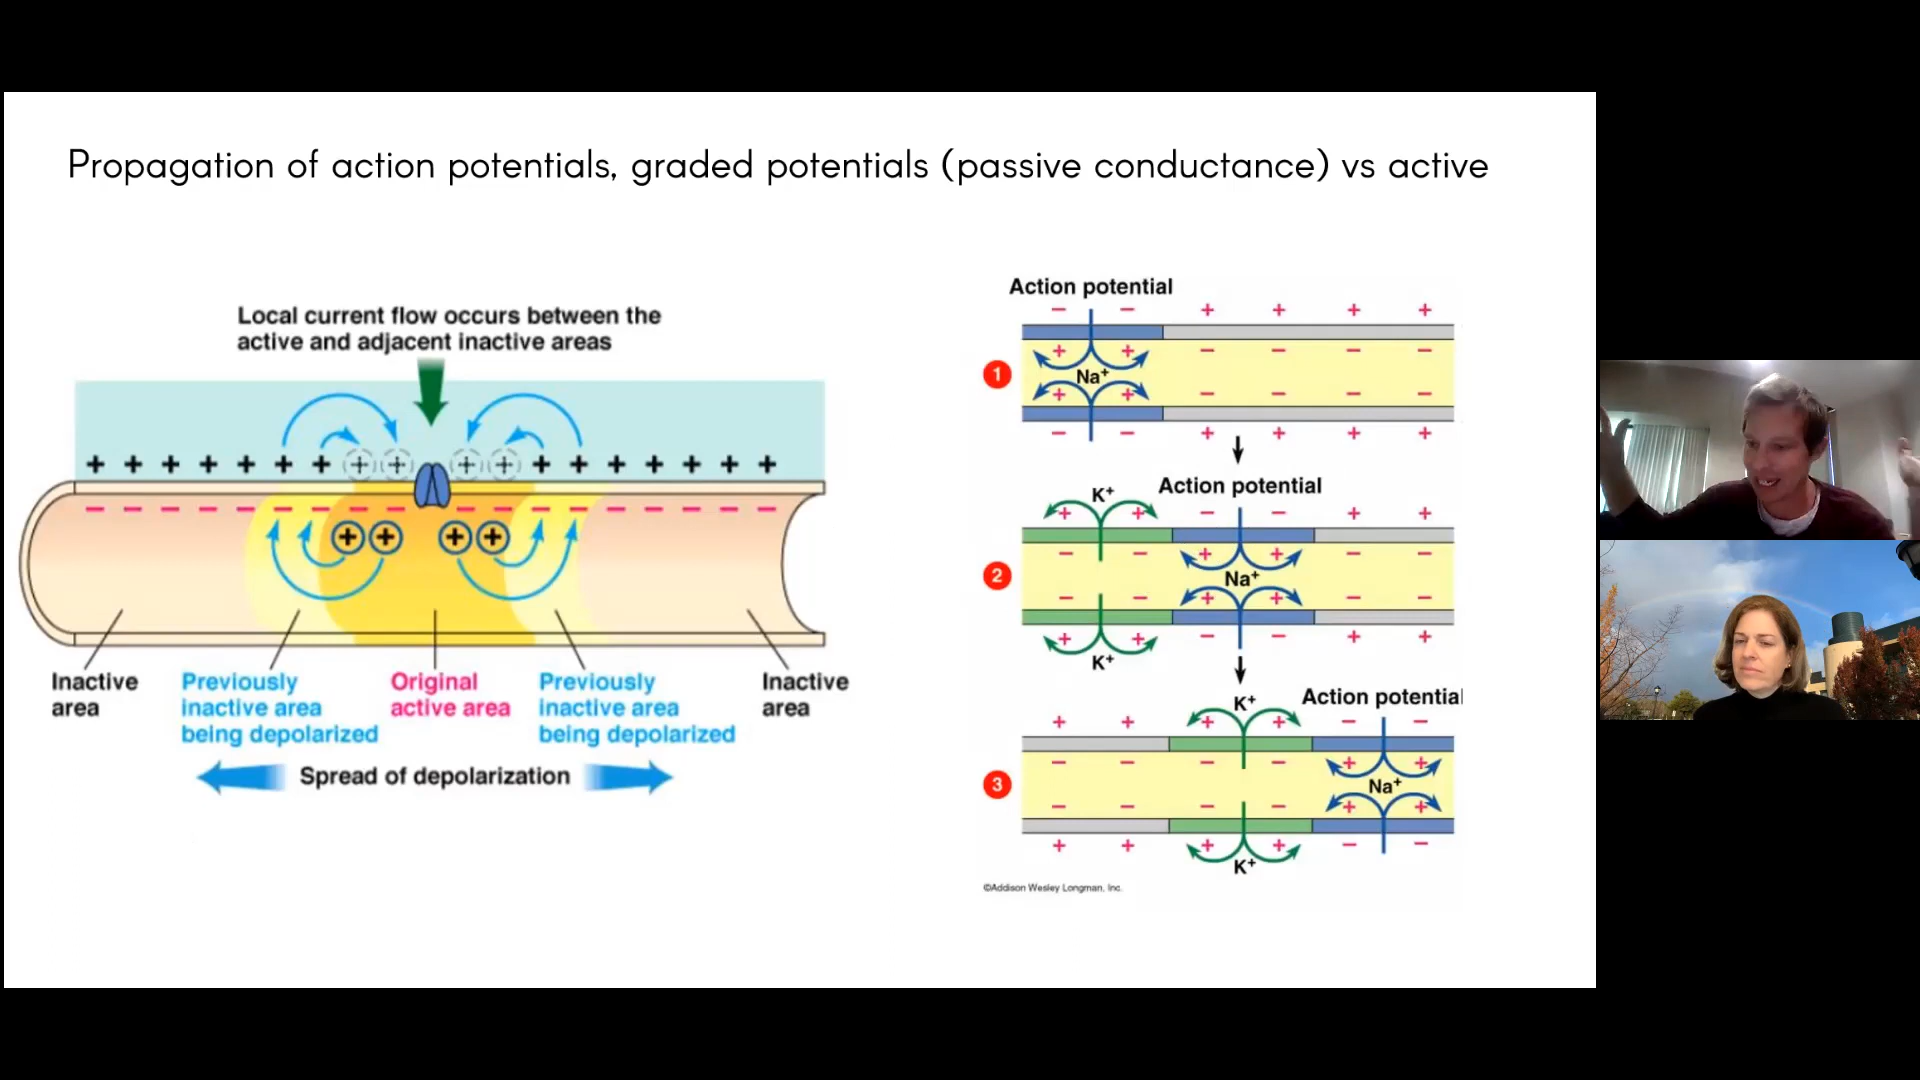 Propagation of action potentials, graded potentials (passive conductance) vs active
Local current flow occurs between the
active and adjacent inactive areas
+ + + + + + + + + + + + + + + + + + +
− − − − − − − − − − − − − − − − − −
+ + + +
Inactive
area
Previously
inactive area
being depolarized
Original
active area
Previously
inactive area
being depolarized
Inactive
area
Spread of depolarization
Action potential
− − + + + +
+ + − − − −
1
Na⁺
+ + − − − −
− − + + + +
K⁺
Action potential
+ + − − + +
− − + + − −
2
Na⁺
− − + + − −
+ + − − + +
K⁺
K⁺
Action potential
+ + + + − −
− − − − + +
3
Na⁺
− − − − + +
+ + + + − −
K⁺
©Addison Wesley Longman, Inc.